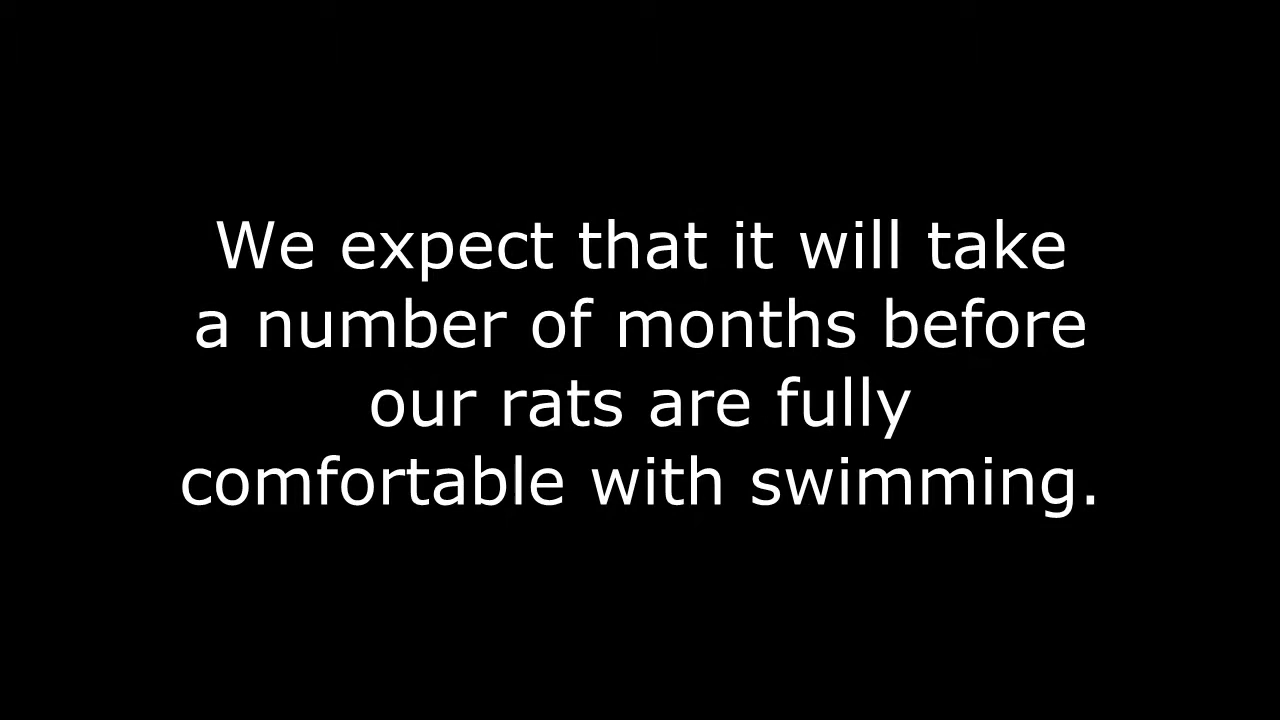 We expect that it will take
a number of months before
our rats are fully
comfortable with swimming.